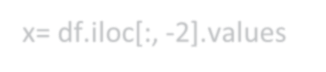 x= df.iloc[:, -2].values